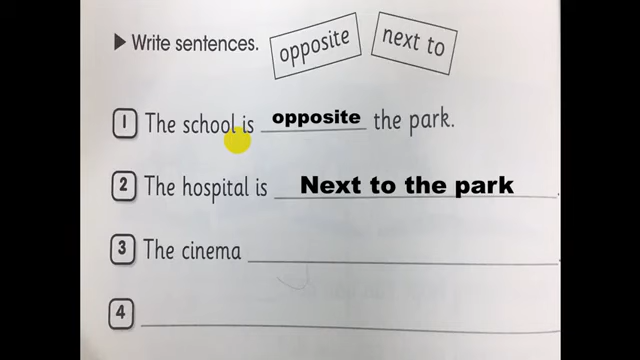 ▶ Write sentences. opposite next to
1 The school is opposite the park.
2 The hospital is Next to the park.
3 The cinema ____.
4